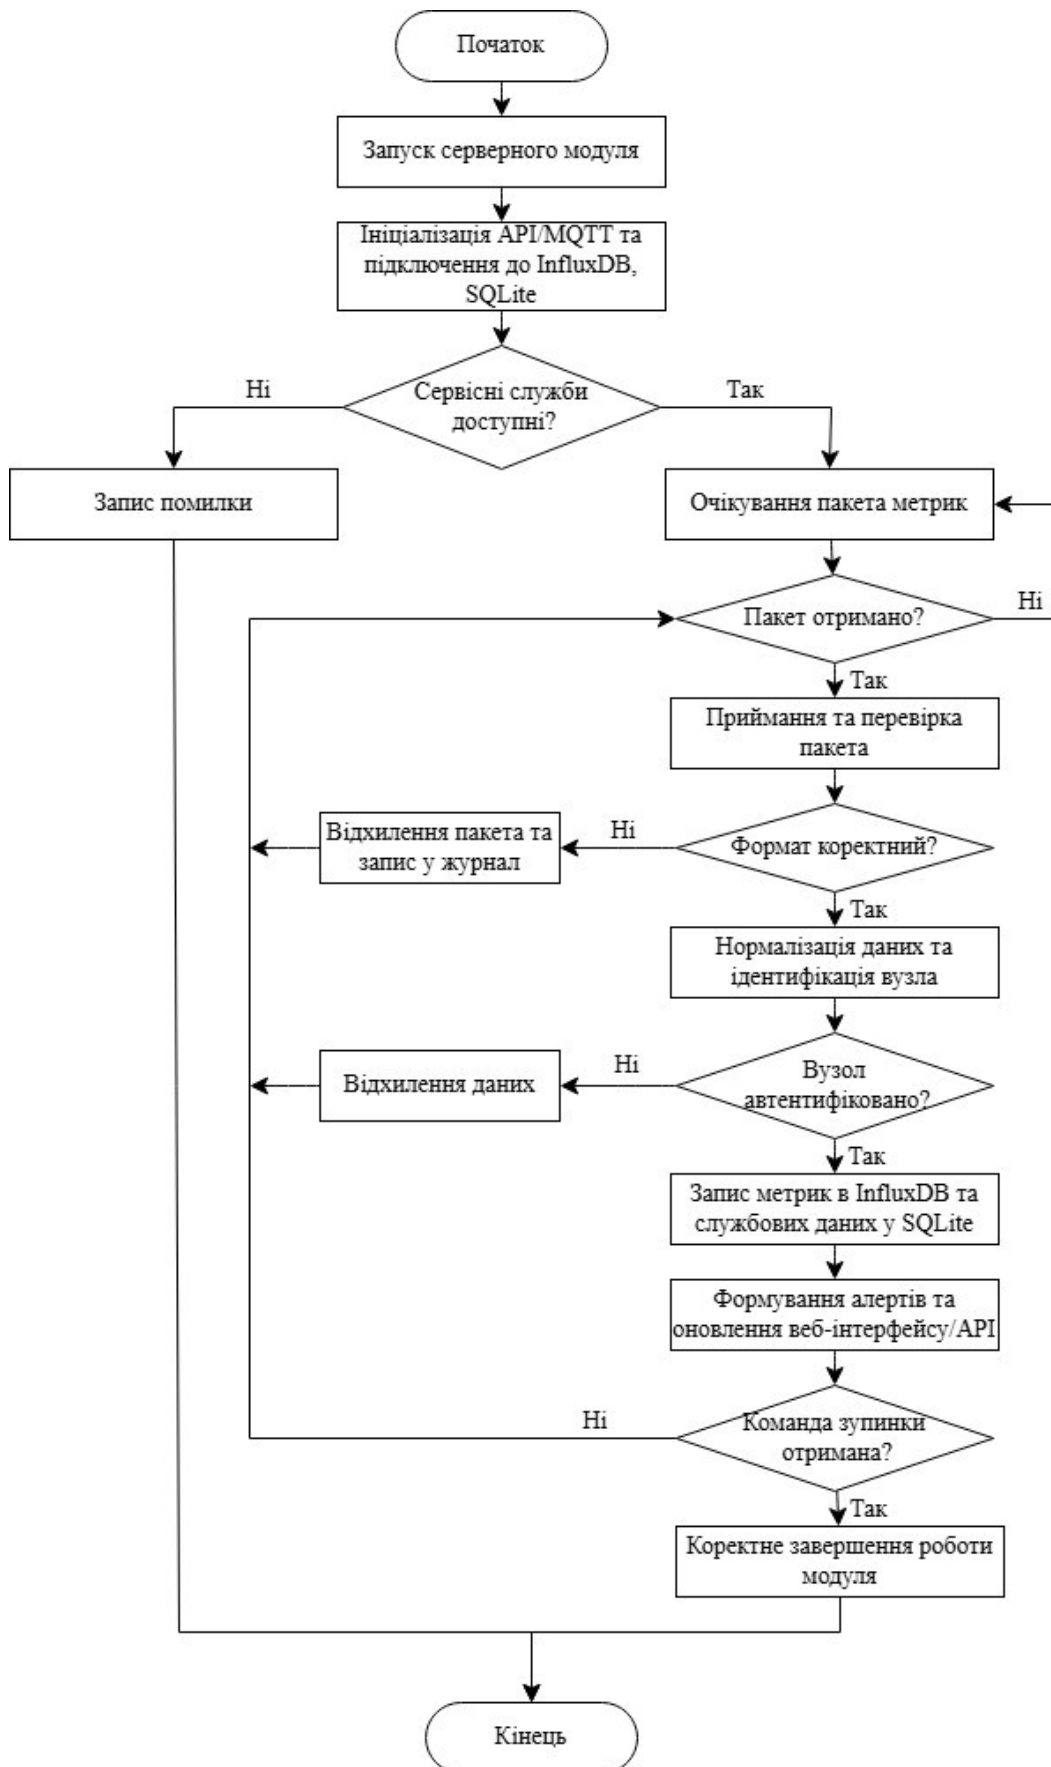 Початок
Запуск серверного модуля
Ініціалізація API/MQTT та
підключення до InfluxDB,
SQLite
Ні
Сервісні служби
доступні?
Так
Запис помилки
Очікування пакета метрик
Пакет отримано?
Ні
Так
Приймання та перевірка
пакета
Відхилення пакета та
запис у журнал
Ні
Формат коректний?
Так
Нормалізація даних та
ідентифікація вузла
Відхилення даних
Ні
Вузол
автентифіковано?
Так
Запис метрик в InfluxDB та
службових даних у SQLite
Формування алертів та
оновлення веб-інтерфейсу/API
Ні
Команда зупинки
отримана?
Так
Коректне завершення роботи
модуля
Кінець